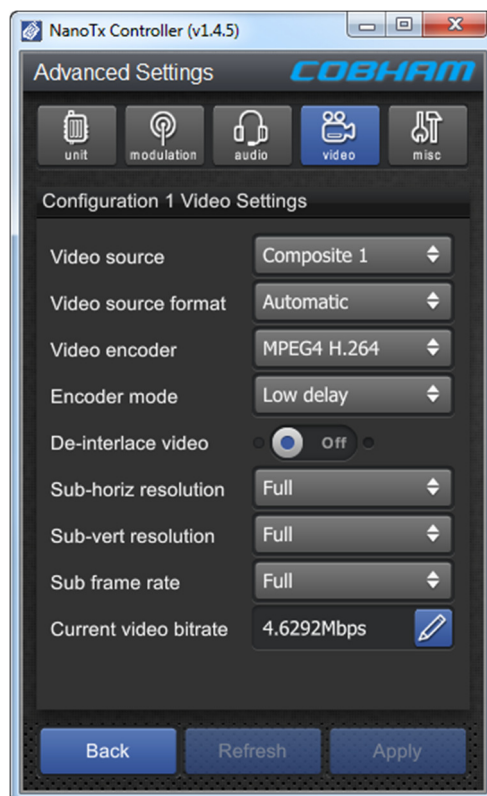 NanoTx Controller (v1.4.5)
Advanced Settings COBHAM
unit modulation audio video misc
Configuration 1 Video Settings
Video source Composite 1
Video source format Automatic
Video encoder MPEG4 H.264
Encoder mode Low delay
De-interlace video Off
Sub-horiz resolution Full
Sub-vert resolution Full
Sub frame rate Full
Current video bitrate 4.6292Mbps
Back Refresh Apply